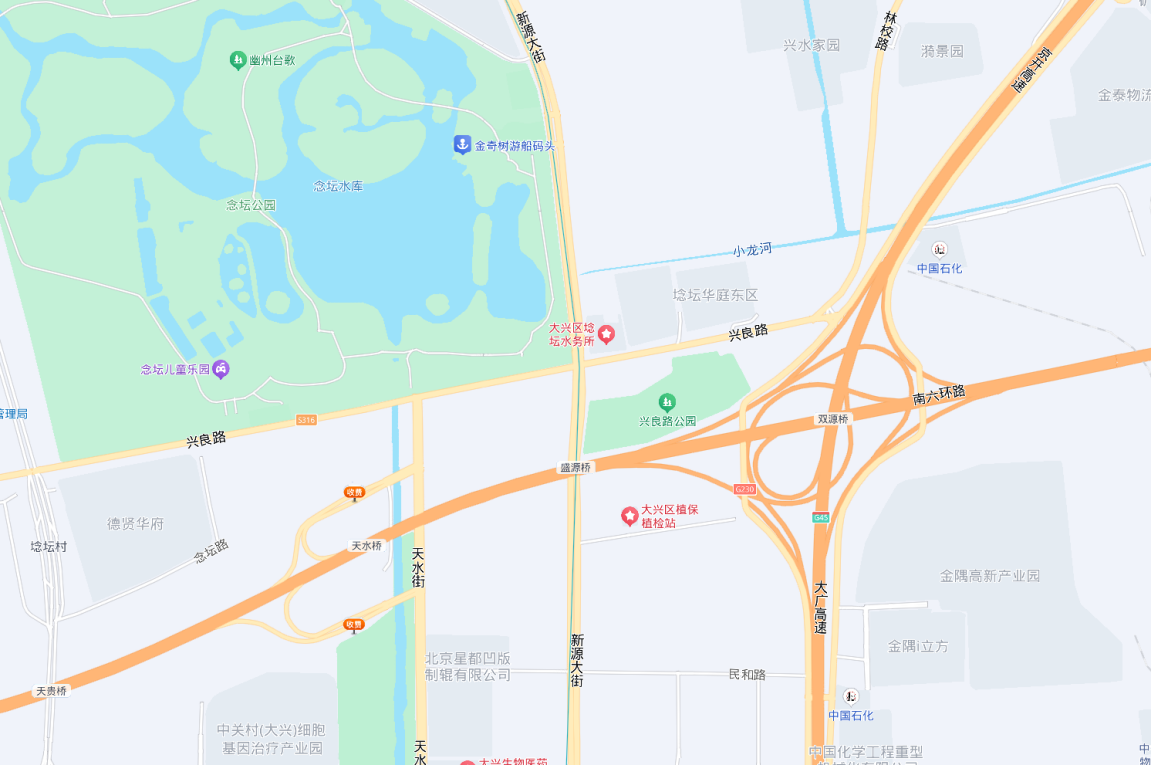 新源大街
林校路
兴水家园
漪景园
京开高速
幽州台歌
金泰物流
金奇树游船码头
念坛水库
念坛公园
小龙河
中国石化
埝坛华庭东区
大兴区埝
坛水务所
兴良路
念坛儿童乐园
南六环路
管理局
S316
兴良路
兴良路公园
双源桥
盛源桥
收费
G230
德贤华府
大兴区植保
植检站
G45
埝坛村
念坛路
天水桥
天水街
金隅高新产业园
大广高速
收费
金隅i立方
北京星都凹版
制辊有限公司
新源大街
民和路
天贵桥
中国石化
中关村(大兴)细胞
基因治疗产业园
天水
中国化学工程重型
大兴生物医药
中